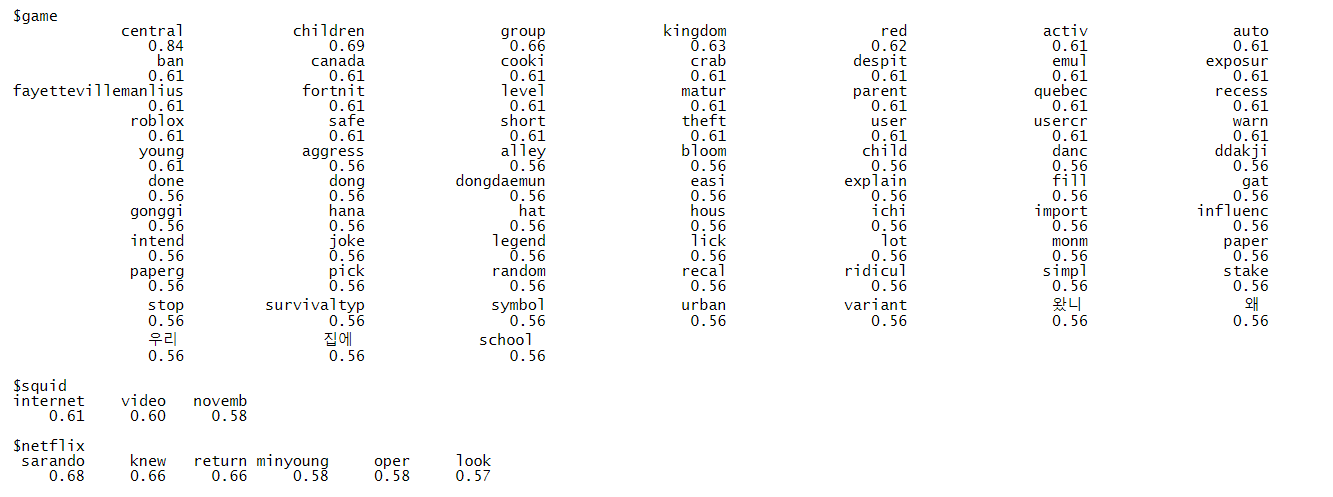 $game
central children group kingdom red activ auto
0.84 0.69 0.66 0.63 0.62 0.61 0.61
ban canada cooki crab despit emul exposur
0.61 0.61 0.61 0.61 0.61 0.61 0.61
fayettevillemanlius fortnit level matur parent quebec recess
0.61 0.61 0.61 0.61 0.61 0.61 0.61
roblox safe short theft user usercr warn
0.61 0.61 0.61 0.61 0.61 0.61 0.61
young aggress alley bloom child danc ddakji
0.61 0.56 0.56 0.56 0.56 0.56 0.56
done dong dongdaemun easi explain fill gat
0.56 0.56 0.56 0.56 0.56 0.56 0.56
gonggi hana hat hous ichi import influenc
0.56 0.56 0.56 0.56 0.56 0.56 0.56
intend joke legend lick lot monm paper
0.56 0.56 0.56 0.56 0.56 0.56 0.56
paperg pick random recal ridicul simpl stake
0.56 0.56 0.56 0.56 0.56 0.56 0.56
stop survivaltyp symbol urban variant 왔니 왜
0.56 0.56 0.56 0.56 0.56 0.56 0.56
우리 집에 school
0.56 0.56 0.56
$squid
internet video novemb
0.61 0.60 0.58
$netflix
sarando knew return minyoung oper look
0.68 0.66 0.66 0.58 0.58 0.57